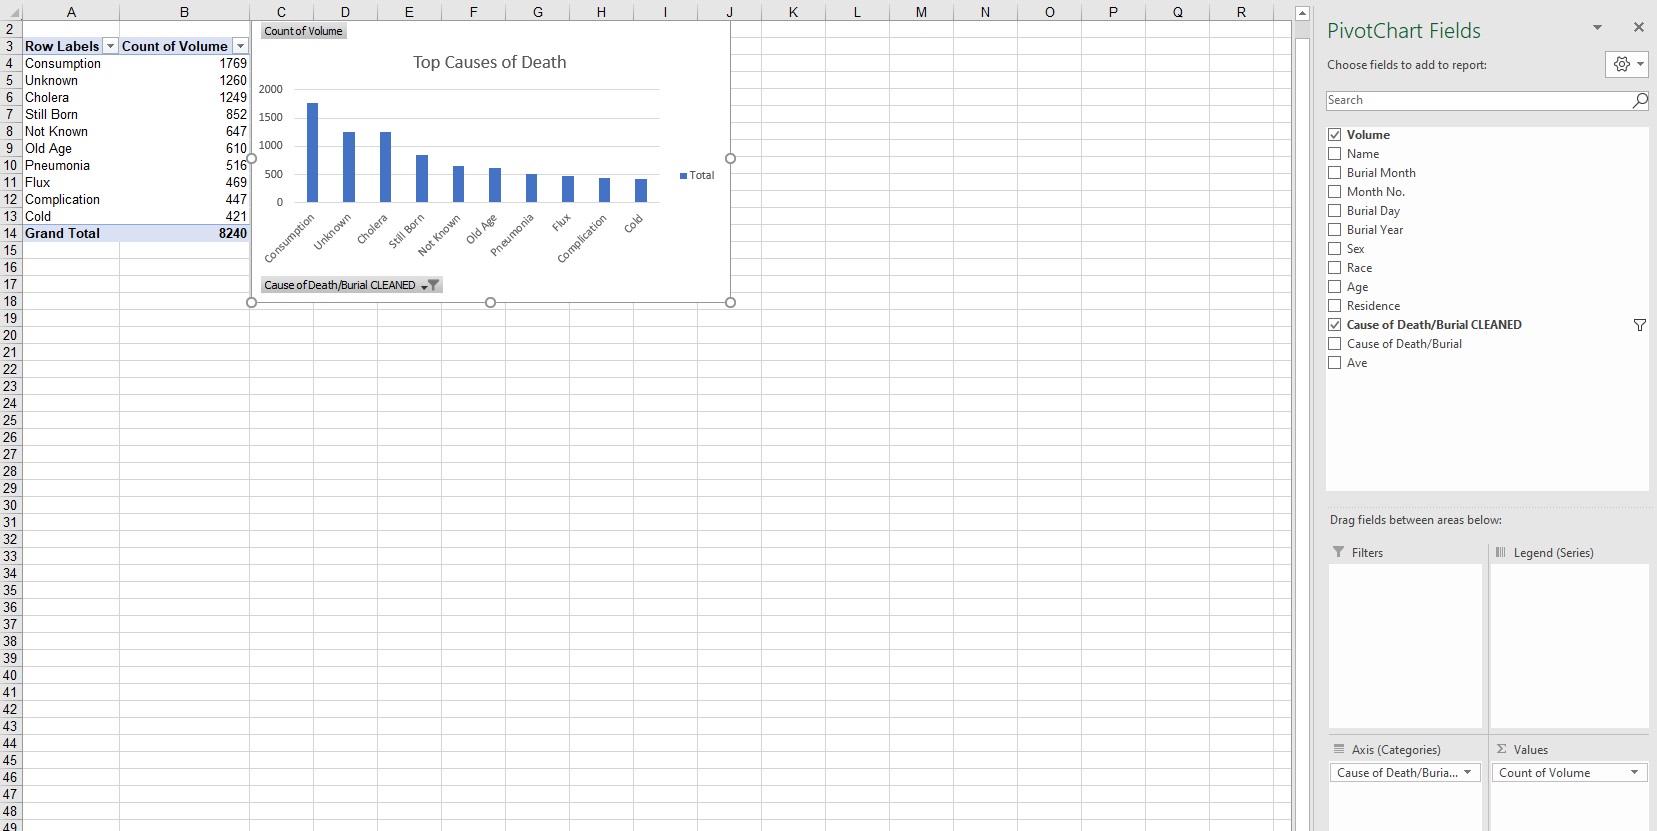 A B C D E F G H I J K L M N O P Q R
2
3 Row Labels Count of Volume
4 Consumption 1769
5 Unknown 1260
6 Cholera 1249
7 Still Born 852
8 Not Known 647
9 Old Age 610
10 Pneumonia 516
11 Flux 469
12 Complication 447
13 Cold 421
14 Grand Total 8240
15
16
17
18
19
20
21
22
23
24
25
26
27
28
29
30
31
32
33
34
35
36
37
38
39
40
41
42
43
44
45
46
47
48
49
Count of Volume
Top Causes of Death
2000
1500
1000
500
0
Consumption
Unknown
Cholera
Still Born
Not Known
Old Age
Pneumonia
Flux
Complication
Cold
Total
Cause of Death/Burial CLEANED
PivotChart Fields
Choose fields to add to report:
Search
Volume
Name
Burial Month
Month No.
Burial Day
Burial Year
Sex
Race
Age
Residence
Cause of Death/Burial CLEANED
Cause of Death/Burial
Ave
Drag fields between areas below:
Filters
Legend (Series)
Axis (Categories)
Cause of Death/Buria...
Σ Values
Count of Volume